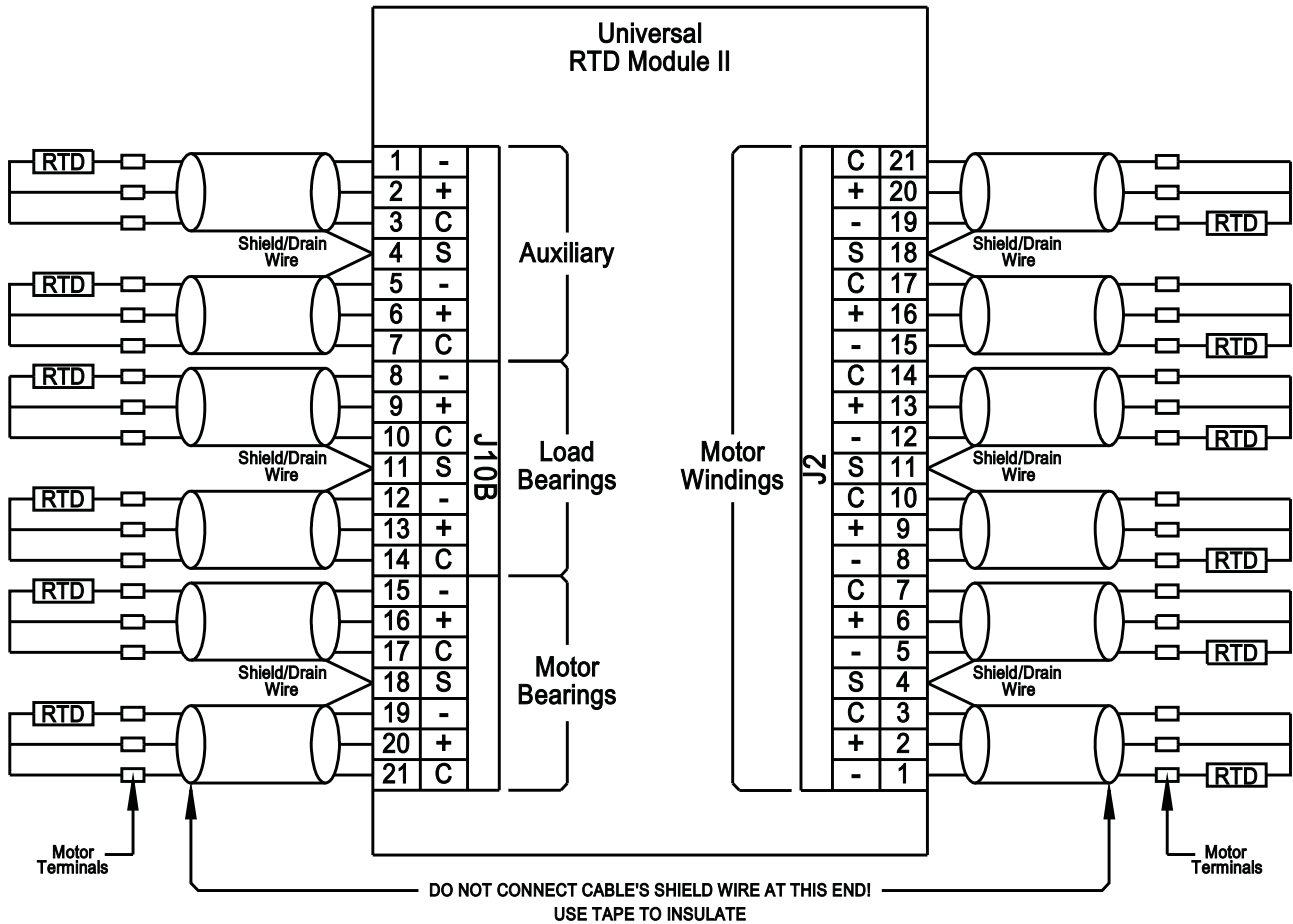 Universal
RTD Module II
RTD 1 -
2 +
3 C
Shield/Drain
Wire
4 S
RTD 5 -
6 +
7 C
Auxiliary
RTD 8 -
9 +
10 C
Shield/Drain
Wire
11 S
RTD 12 -
13 +
14 C
J10B
Load
Bearings
RTD 15 -
16 +
17 C
Shield/Drain
Wire
18 S
RTD 19 -
20 +
21 C
Motor
Bearings
Motor
Windings
J2
C 21
+ 20
- 19 RTD
S 18
Shield/Drain
Wire
C 17
+ 16
- 15 RTD
C 14
+ 13
- 12 RTD
S 11
Shield/Drain
Wire
C 10
+ 9
- 8 RTD
C 7
+ 6
- 5 RTD
S 4
Shield/Drain
Wire
C 3
+ 2
- 1 RTD
Motor
Terminals
Motor
Terminals
DO NOT CONNECT CABLE'S SHIELD WIRE AT THIS END!
USE TAPE TO INSULATE